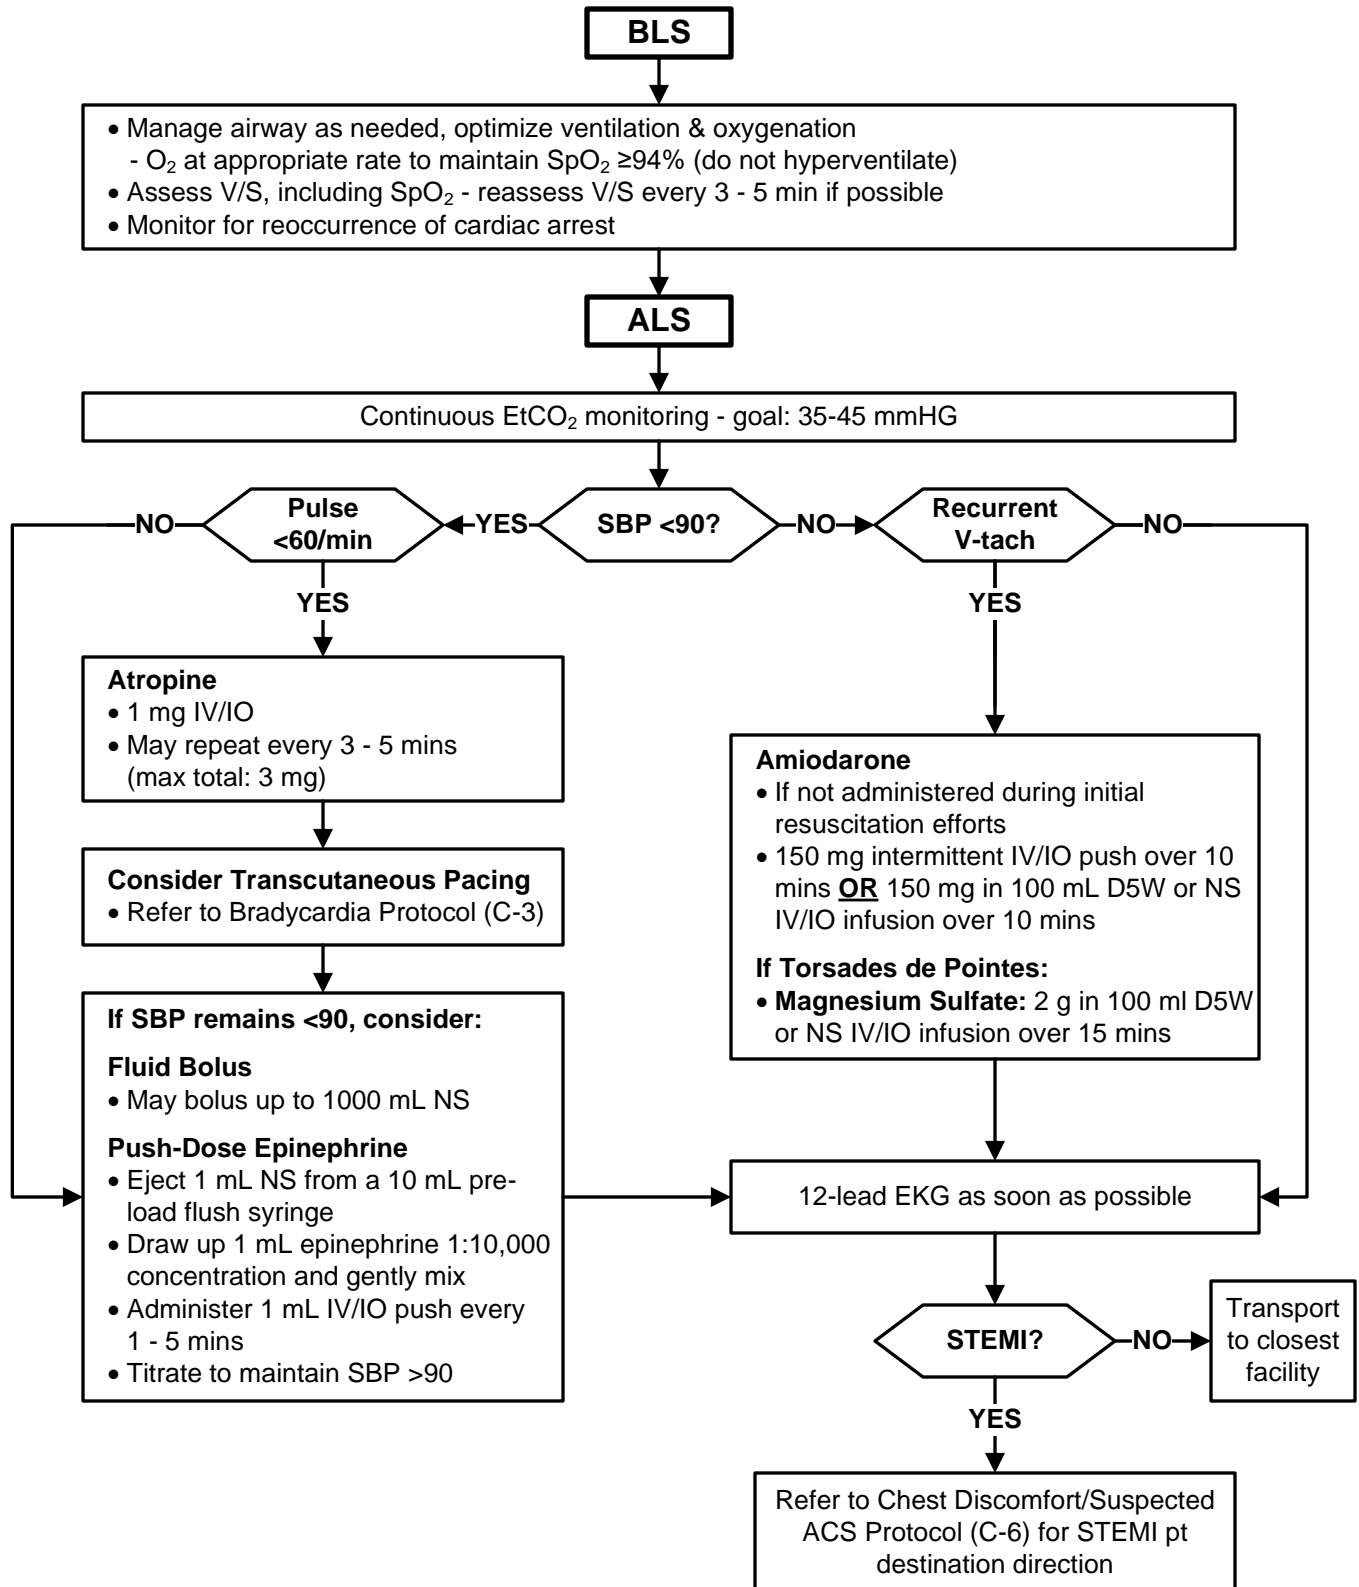 BLS
• Manage airway as needed, optimize ventilation & oxygenation
- O₂ at appropriate rate to maintain SpO₂ ≥94% (do not hyperventilate)
• Assess V/S, including SpO₂ - reassess V/S every 3 - 5 min if possible
• Monitor for reoccurrence of cardiac arrest
ALS
Continuous EtCO₂ monitoring - goal: 35-45 mmHG
NO
Pulse
<60/min
YES
SBP <90?
NO
Recurrent
V-tach
NO
YES
YES
Atropine
• 1 mg IV/IO
• May repeat every 3 - 5 mins
(max total: 3 mg)
Consider Transcutaneous Pacing
• Refer to Bradycardia Protocol (C-3)
If SBP remains <90, consider:
Fluid Bolus
• May bolus up to 1000 mL NS
Push-Dose Epinephrine
• Eject 1 mL NS from a 10 mL pre-
load flush syringe
• Draw up 1 mL epinephrine 1:10,000
concentration and gently mix
• Administer 1 mL IV/IO push every
1 - 5 mins
• Titrate to maintain SBP >90
Amiodarone
• If not administered during initial
resuscitation efforts
• 150 mg intermittent IV/IO push over 10
mins OR 150 mg in 100 mL D5W or NS
IV/IO infusion over 10 mins
If Torsades de Pointes:
• Magnesium Sulfate: 2 g in 100 ml D5W
or NS IV/IO infusion over 15 mins
12-lead EKG as soon as possible
STEMI?
NO
Transport
to closest
facility
YES
Refer to Chest Discomfort/Suspected
ACS Protocol (C-6) for STEMI pt
destination direction